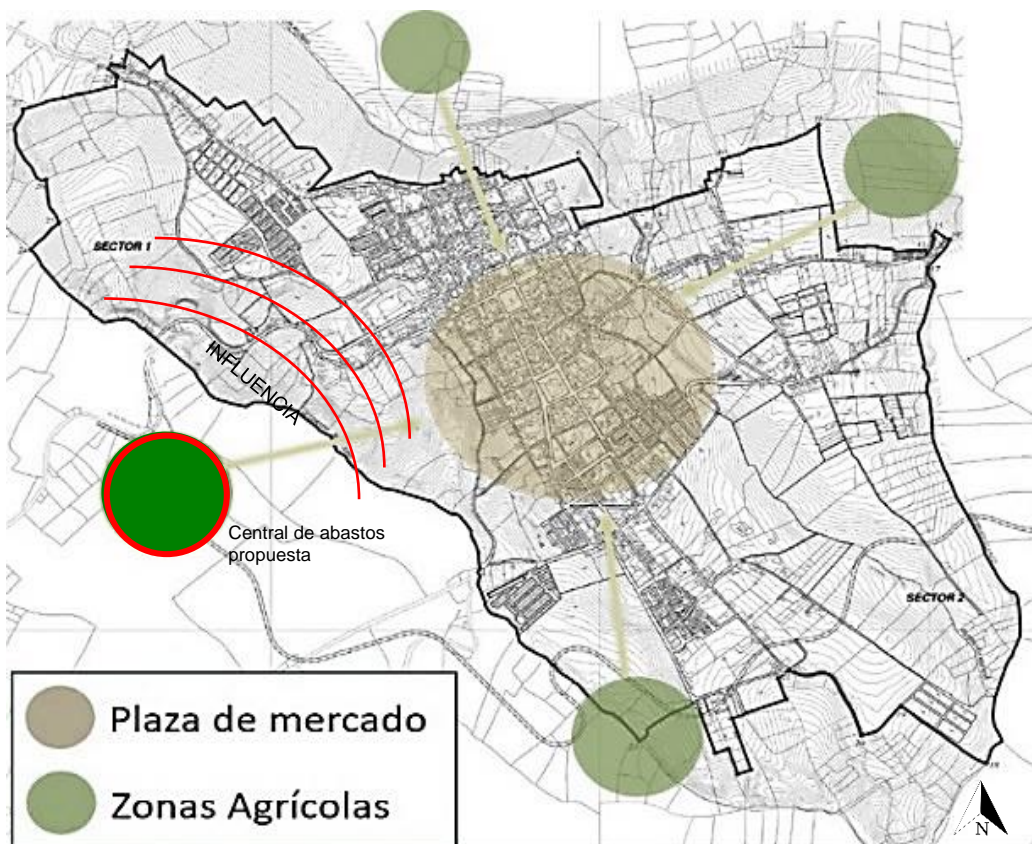 SECTOR 1
INFLUENCIA
Central de abastos
propuesta
SECTOR 2
Plaza de mercado
Zonas Agrícolas
N